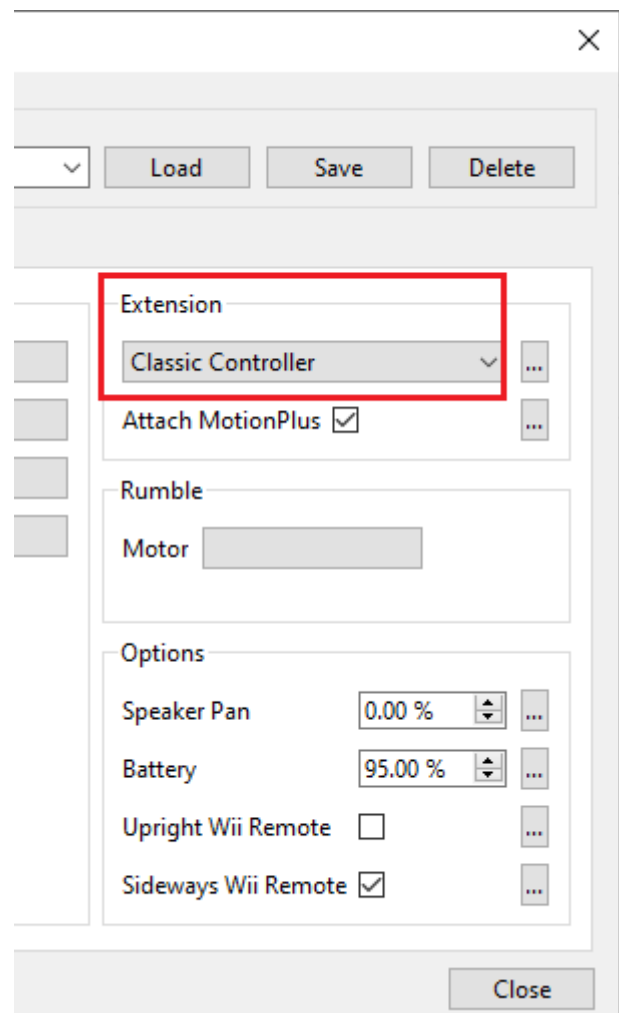 Load Save Delete
Extension
Classic Controller ...
Attach MotionPlus ...
Rumble
Motor
Options
Speaker Pan 0.00 % ...
Battery 95.00 % ...
Upright Wii Remote ...
Sideways Wii Remote ...
Close